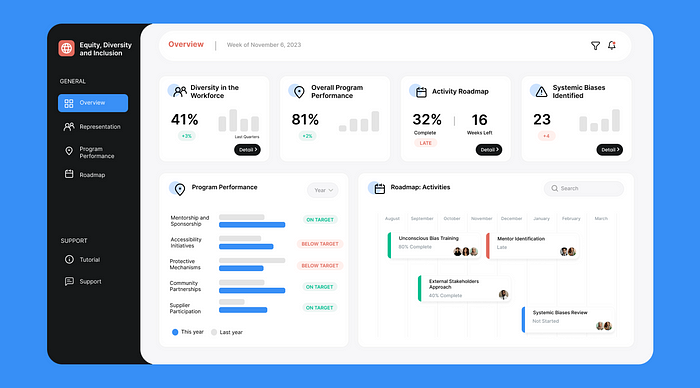 Equity, Diversity
and Inclusion
GENERAL
Overview
Representation
Program
Performance
Roadmap
SUPPORT
Tutorial
Support
Overview
Week of November 6, 2023
Diversity in the
Workforce
41%
+3%
Last Quarters
Detail >
Overall Program
Performance
81%
+2%
Activity Roadmap
32%
Complete
LATE
16
Weeks Left
Detail >
Systemic Biases
Identified
23
+4
Detail >
Program Performance
Year
Mentorship and
Sponsorship
ON TARGET
Accessibility
Initiatives
BELOW TARGET
Protective
Mechanisms
BELOW TARGET
Community
Partnerships
ON TARGET
Supplier
Participation
ON TARGET
This year
Last year
Roadmap: Activities
Search
August
September
October
November
December
January
February
March
Unconscious Bias Training
80% Complete
Mentor Identification
Late
External Stakeholders
Approach
40% Complete
Systemic Biases Review
Not Started